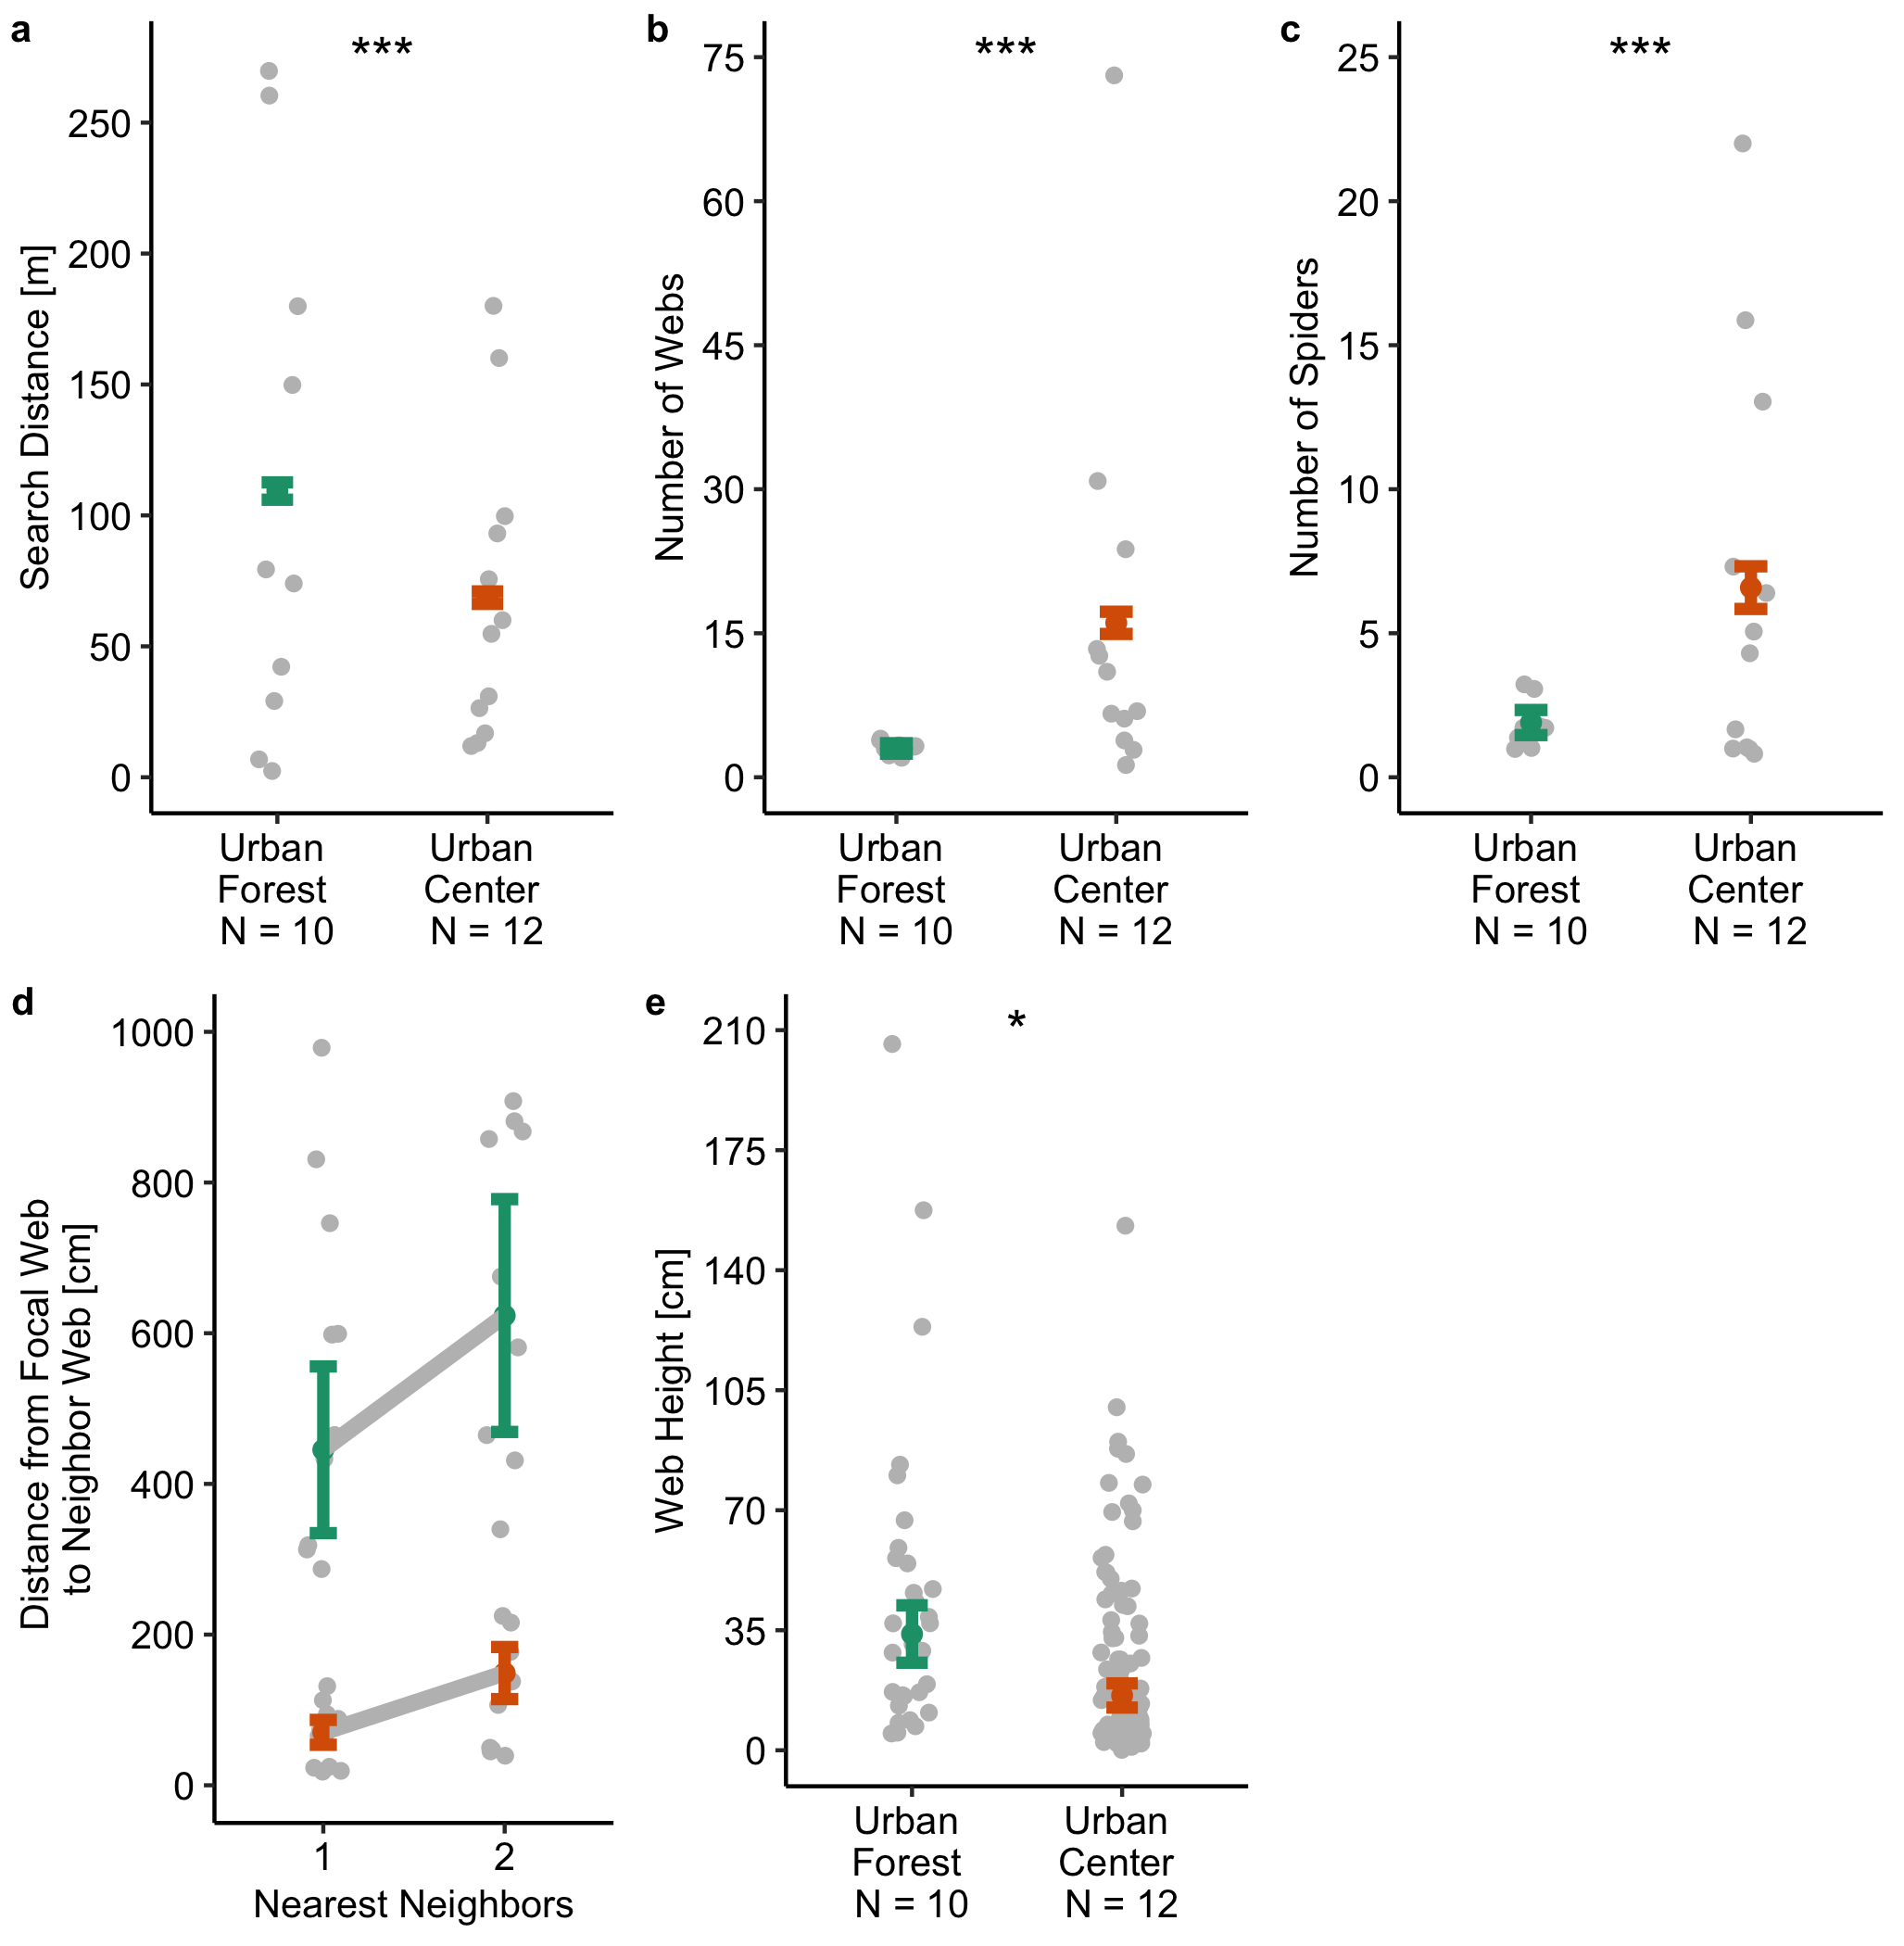 a
***
Search Distance [m]
250
200
150
100
50
0
Urban
Forest
N = 10
Urban
Center
N = 12
b
***
Number of Webs
75
60
45
30
15
0
Urban
Forest
N = 10
Urban
Center
N = 12
c
***
Number of Spiders
25
20
15
10
5
0
Urban
Forest
N = 10
Urban
Center
N = 12
d
Distance from Focal Web
to Neighbor Web [cm]
1000
800
600
400
200
0
1
2
Nearest Neighbors
e
*
Web Height [cm]
210
175
140
105
70
35
0
Urban
Forest
N = 10
Urban
Center
N = 12